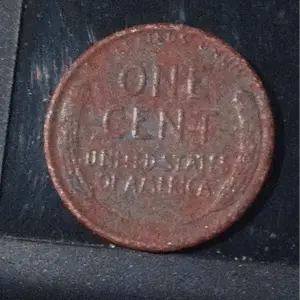 ONE
CENT
UNITED STATES
OF AMERICA